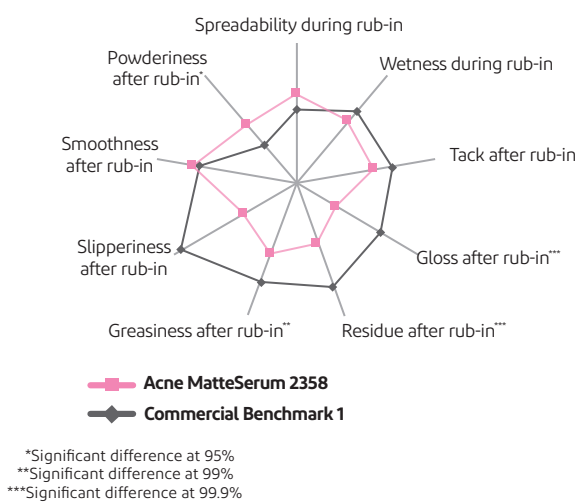 Spreadability during rub-in
Powderiness
after rub-in*
Wetness during rub-in
Smoothness
after rub-in
Tack after rub-in
Slipperiness
after rub-in
Gloss after rub-in***
Greasiness after rub-in**
Residue after rub-in***
Acne MatteSerum 2358
Commercial Benchmark 1
*Significant difference at 95%
**Significant difference at 99%
***Significant difference at 99.9%